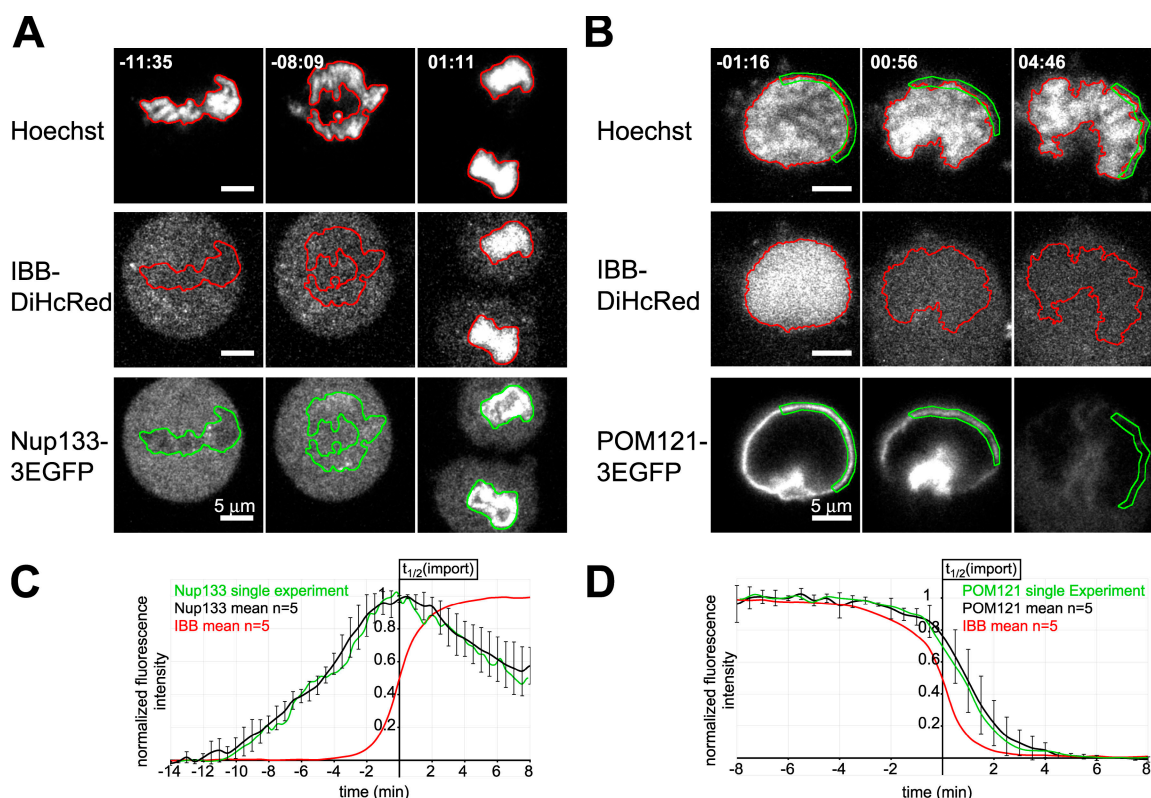 A
-11:35 -08:09 01:11
Hoechst
IBB-
DiHcRed
Nup133-
3EGFP
5 μm
B
-01:16 00:56 04:46
Hoechst
IBB-
DiHcRed
POM121-
3EGFP
5 μm
C
t1/2(import)
Nup133 single experiment
Nup133 mean n=5
IBB mean n=5
normalized fluorescence
intensity
1
0.8
0.6
0.4
0.2
-14 -12 -10 -8 -6 -4 -2 2 4 6 8
time (min)
D
t1/2(import)
POM121 single Experiment
POM121 mean n=5
IBB mean n=5
normalized fluorescence
intensity
1
0.8
0.6
0.4
0.2
-8 -6 -4 -2 2 4 6 8
time (min)